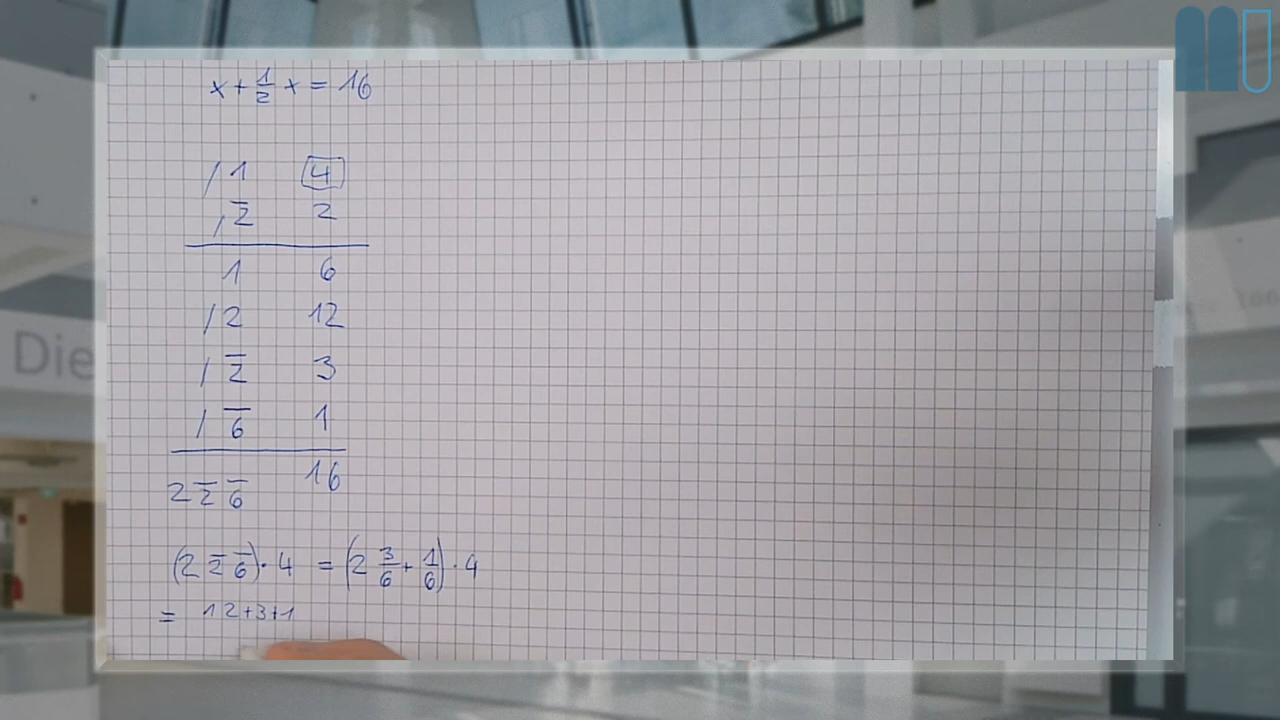 x + 1/2 x = 16
/ 1 4
/ 2̅ 2
1 6
/ 2 12
/ 2̅ 3
/ 6̅ 1
2 2̅ 6̅ 16
(2 2̅ 6̅) · 4 = (2 3/6 + 1/6) · 4
= 12+3+1
Die